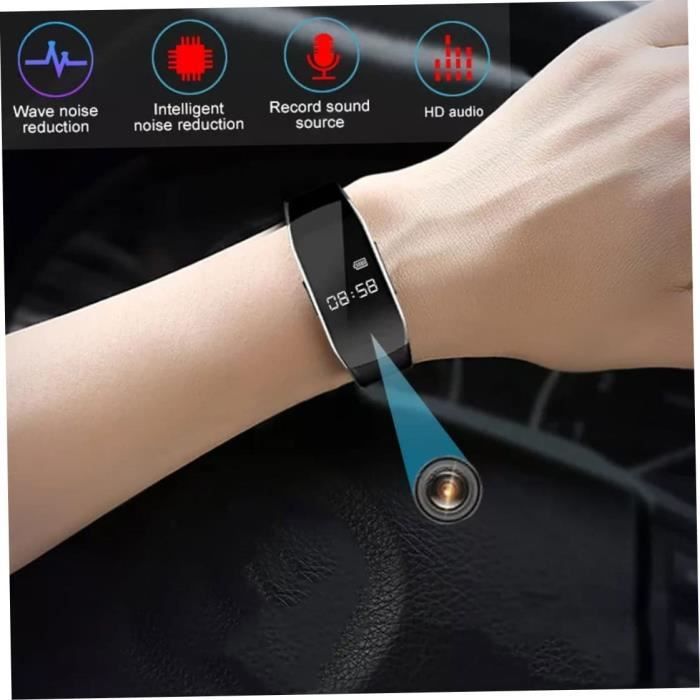 Wave noise
reduction
Intelligent
noise reduction
Record sound
source
HD audio
08:58